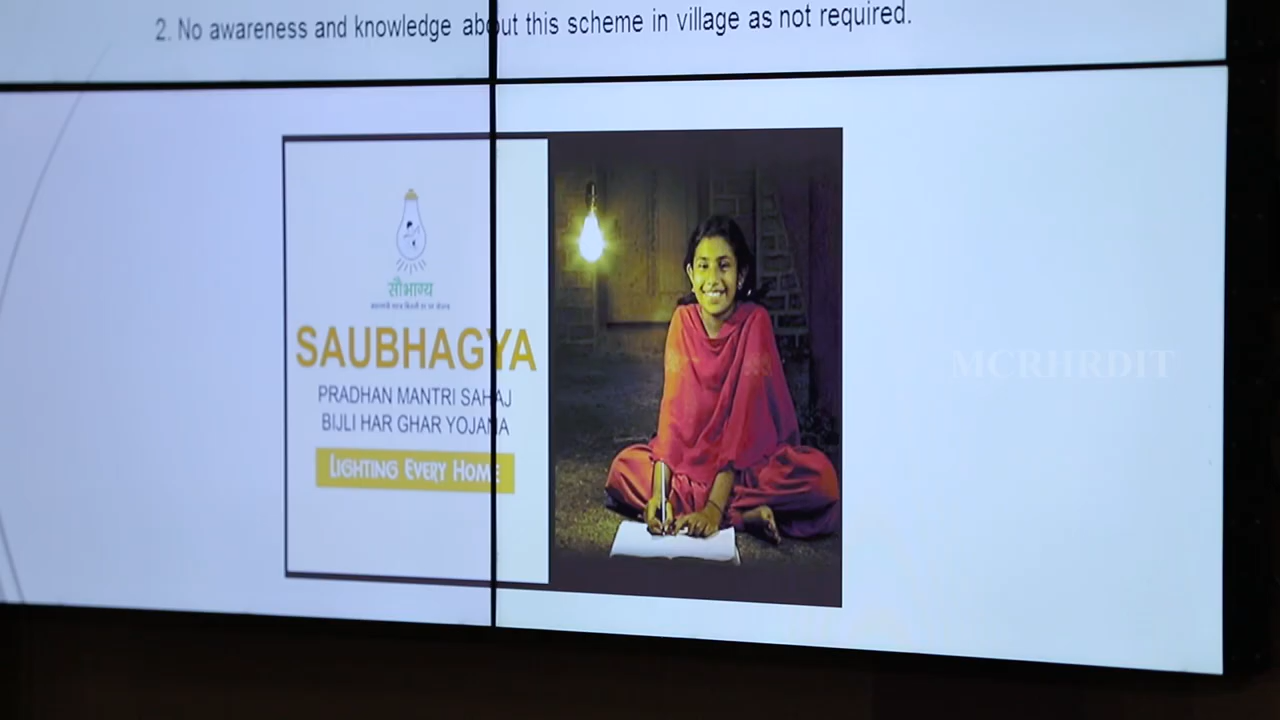 2. No awareness and knowledge about this scheme in village as not required.
सौभाग्य
SAUBHAGYA
PRADHAN MANTRI SAHAJ
BIJLI HAR GHAR YOJANA
LIGHTING EVERY HOME
MCRHRDIT